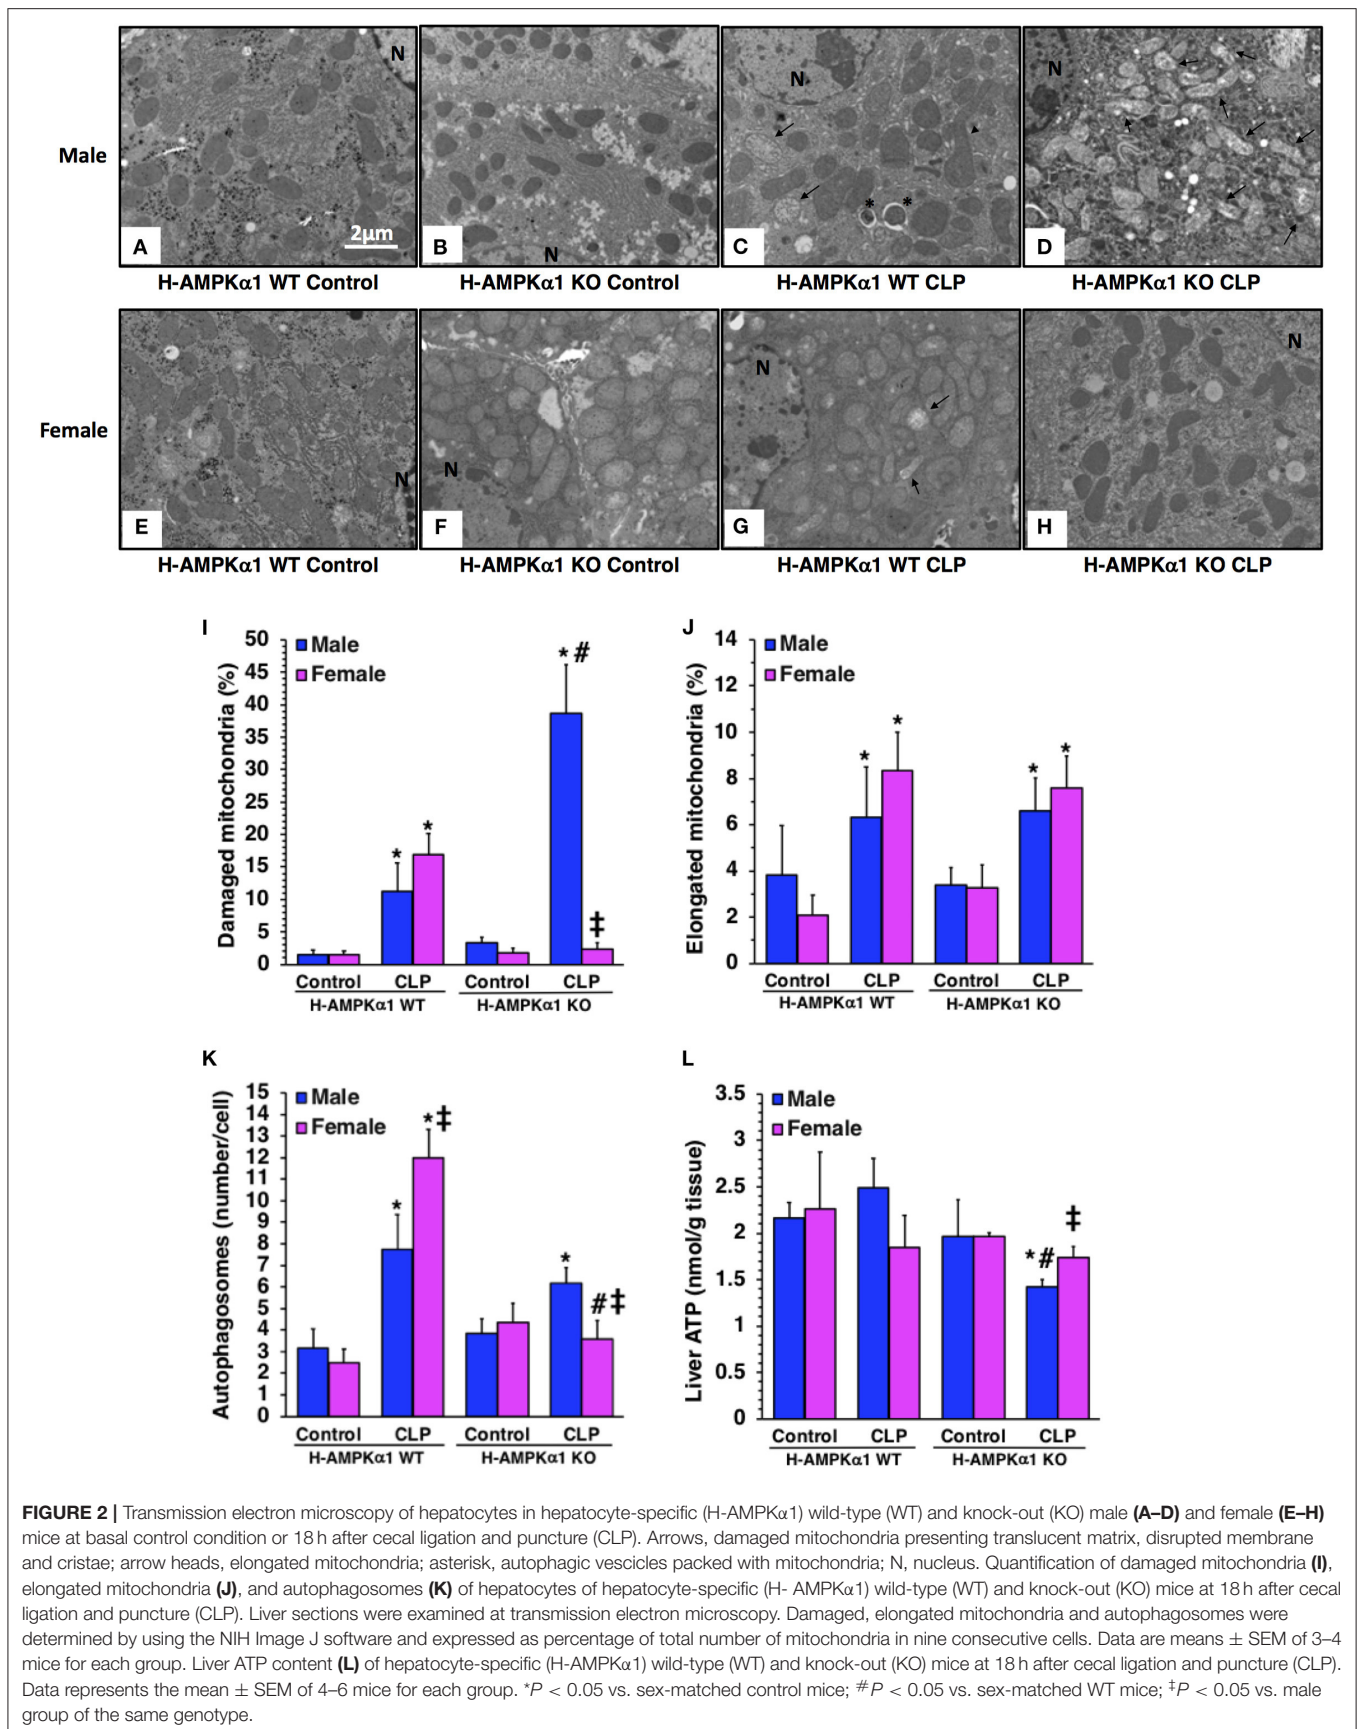 Male
N
A
2μm
B
N
N
C
* *
N
D
H-AMPKα1 WT Control
H-AMPKα1 KO Control
H-AMPKα1 WT CLP
H-AMPKα1 KO CLP
Female
E
N
N
F
N
G
N
H
H-AMPKα1 WT Control
H-AMPKα1 KO Control
H-AMPKα1 WT CLP
H-AMPKα1 KO CLP
I
Damaged mitochondria (%)
50
45
40
35
30
25
20
15
10
5
0
Male
Female
*
*
* #
‡
Control CLP Control CLP
H-AMPKα1 WT H-AMPKα1 KO
J
Elongated mitochondria (%)
14
12
10
8
6
4
2
0
Male
Female
*
*
*
*
Control CLP Control CLP
H-AMPKα1 WT H-AMPKα1 KO
K
Autophagosomes (number/cell)
15
14
13
12
11
10
9
8
7
6
5
4
3
2
1
0
Male
Female
*
*‡
*
#‡
Control CLP Control CLP
H-AMPKα1 WT H-AMPKα1 KO
L
Liver ATP (nmol/g tissue)
3.5
3
2.5
2
1.5
1
0.5
0
Male
Female
*#
‡
Control CLP Control CLP
H-AMPKα1 WT H-AMPKα1 KO
FIGURE 2 | Transmission electron microscopy of hepatocytes in hepatocyte-specific (H-AMPKα1) wild-type (WT) and knock-out (KO) male (A–D) and female (E–H)
mice at basal control condition or 18 h after cecal ligation and puncture (CLP). Arrows, damaged mitochondria presenting translucent matrix, disrupted membrane
and cristae; arrow heads, elongated mitochondria; asterisk, autophagic vescicles packed with mitochondria; N, nucleus. Quantification of damaged mitochondria (I),
elongated mitochondria (J), and autophagosomes (K) of hepatocytes of hepatocyte-specific (H- AMPKα1) wild-type (WT) and knock-out (KO) mice at 18 h after cecal
ligation and puncture (CLP). Liver sections were examined at transmission electron microscopy. Damaged, elongated mitochondria and autophagosomes were
determined by using the NIH Image J software and expressed as percentage of total number of mitochondria in nine consecutive cells. Data are means ± SEM of 3–4
mice for each group. Liver ATP content (L) of hepatocyte-specific (H-AMPKα1) wild-type (WT) and knock-out (KO) mice at 18 h after cecal ligation and puncture (CLP).
Data represents the mean ± SEM of 4–6 mice for each group. *P < 0.05 vs. sex-matched control mice; #P < 0.05 vs. sex-matched WT mice; ‡P < 0.05 vs. male
group of the same genotype.